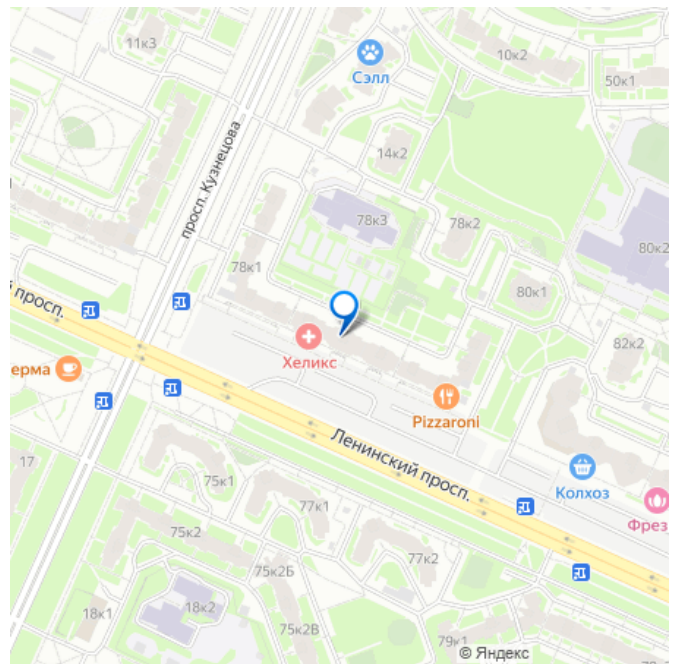 11к3
Сэлл
10к2
50к1
просп. Кузнецова
14к2
78к3
78к2
80к2
78к1
80к1
й просп.
82к2
Хеликс
ерма
Pizzaroni
Ленинский просп.
17
75к1
Колхоз
77к1
Фрез
75к2
77к2
75к2Б
18к1
18к2
75к2В
79к1
© Яндекс